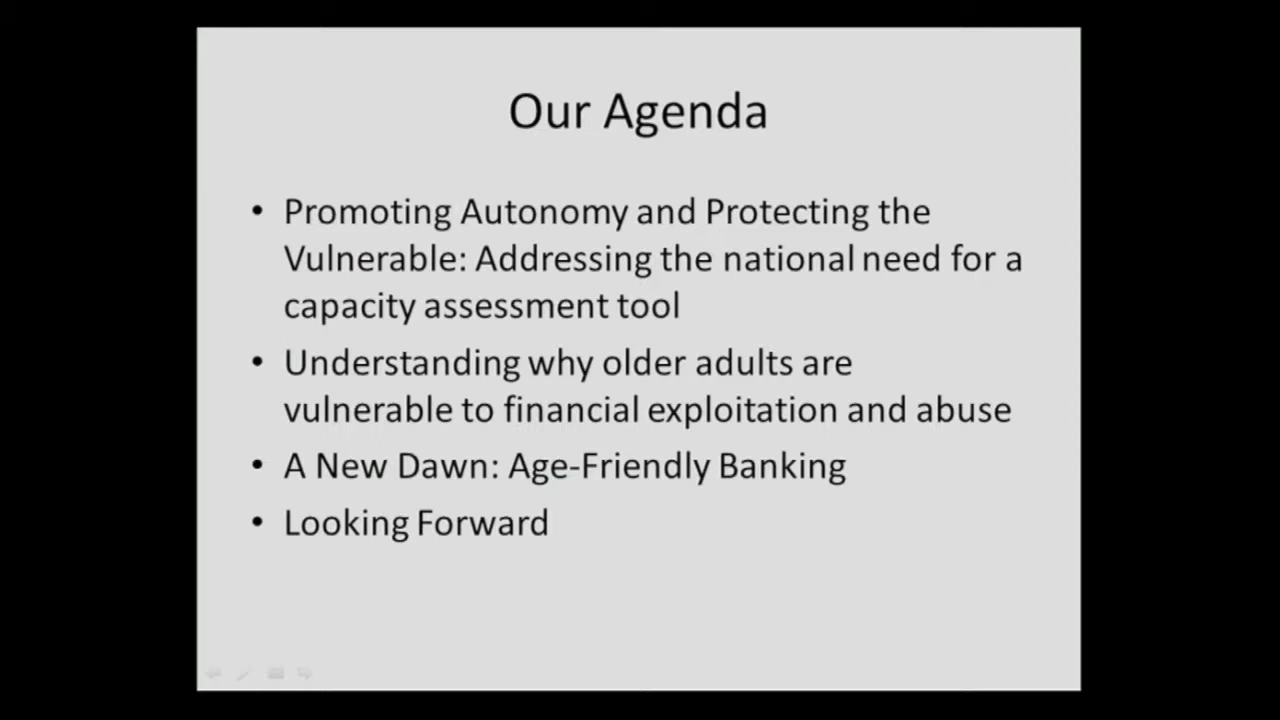 Our Agenda
• Promoting Autonomy and Protecting the
Vulnerable: Addressing the national need for a
capacity assessment tool
• Understanding why older adults are
vulnerable to financial exploitation and abuse
• A New Dawn: Age-Friendly Banking
• Looking Forward